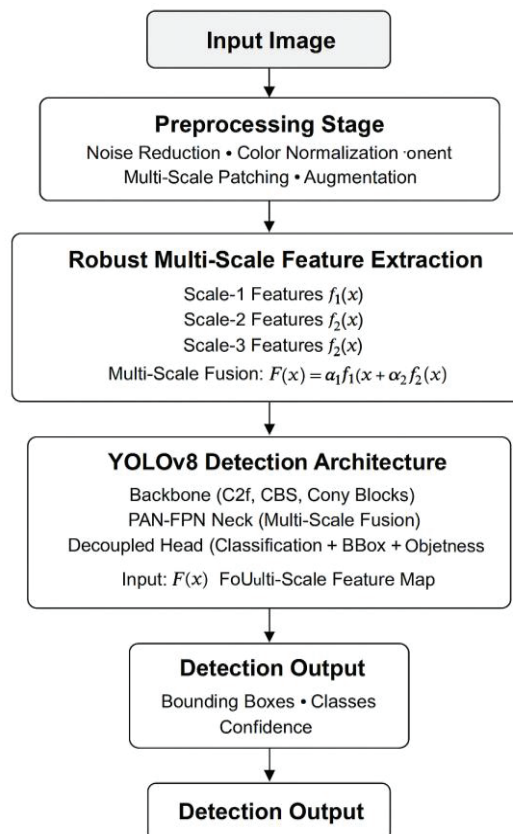 Input Image
Preprocessing Stage
Noise Reduction • Color Normalization ·onent
Multi-Scale Patching • Augmentation
Robust Multi-Scale Feature Extraction
Scale-1 Features f₁(x)
Scale-2 Features f₂(x)
Scale-3 Features f₂(x)
Multi-Scale Fusion: F(x) = α₁f₁(x + α₂f₂(x)
YOLOv8 Detection Architecture
Backbone (C2f, CBS, Cony Blocks)
PAN-FPN Neck (Multi-Scale Fusion)
Decoupled Head (Classification + BBox + Objetness
Input: F(x) FoUulti-Scale Feature Map
Detection Output
Bounding Boxes • Classes
Confidence
Detection Output